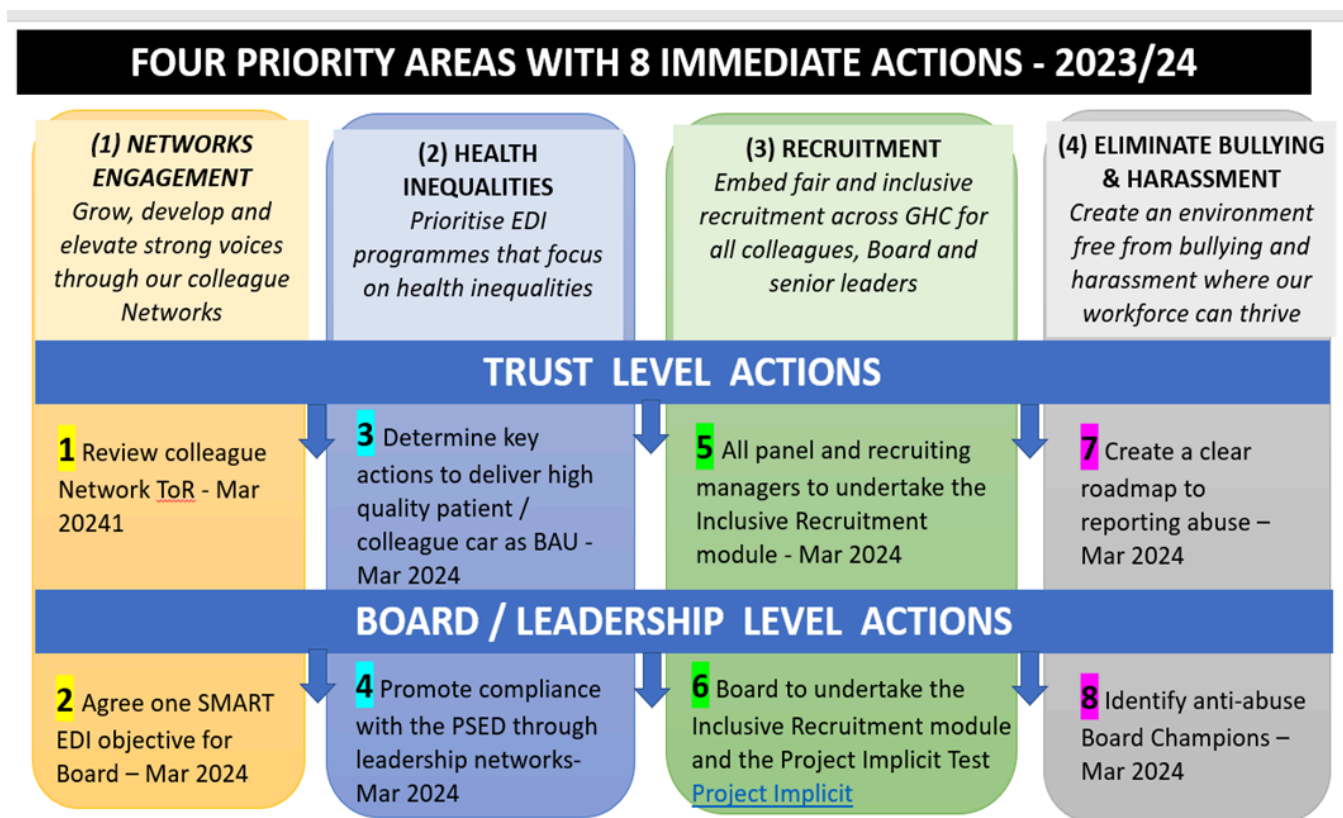 FOUR PRIORITY AREAS WITH 8 IMMEDIATE ACTIONS - 2023/24
(1) NETWORKS
ENGAGEMENT
Grow, develop and
elevate strong voices
through our colleague
Networks
(2) HEALTH
INEQUALITIES
Prioritise EDI
programmes that focus
on health inequalities
(3) RECRUITMENT
Embed fair and inclusive
recruitment across GHC for
all colleagues, Board and
senior leaders
(4) ELIMINATE BULLYING
& HARASSMENT
Create an environment
free from bullying and
harassment where our
workforce can thrive
TRUST LEVEL ACTIONS
1 Review colleague
Network ToR - Mar
20241
3 Determine key
actions to deliver high
quality patient /
colleague car as BAU -
Mar 2024
5 All panel and recruiting
managers to undertake the
Inclusive Recruitment
module - Mar 2024
7 Create a clear
roadmap to
reporting abuse –
Mar 2024
BOARD / LEADERSHIP LEVEL ACTIONS
2 Agree one SMART
EDI objective for
Board – Mar 2024
4 Promote compliance
with the PSED through
leadership networks-
Mar 2024
6 Board to undertake the
Inclusive Recruitment module
and the Project Implicit Test
Project Implicit
8 Identify anti-abuse
Board Champions –
Mar 2024